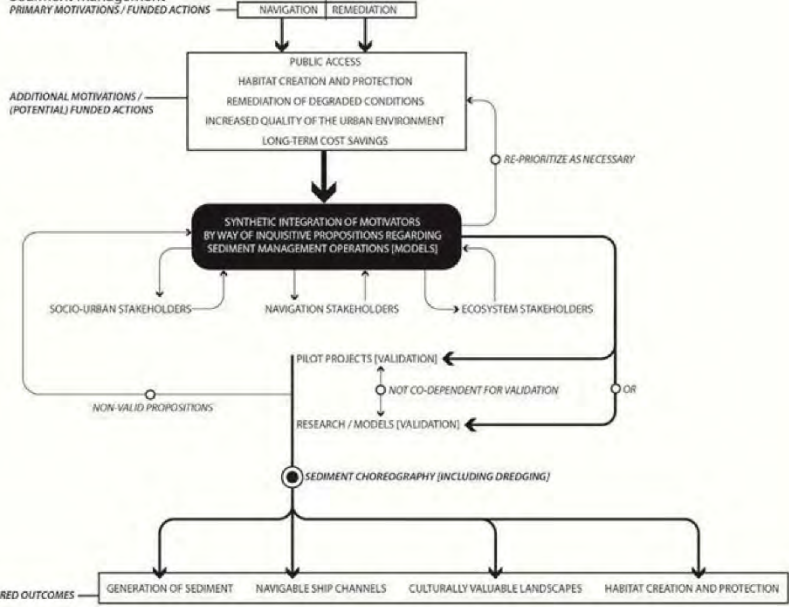 PRIMARY MOTIVATIONS / FUNDED ACTIONS
NAVIGATION
REMEDIATION
PUBLIC ACCESS
HABITAT CREATION AND PROTECTION
ADDITIONAL MOTIVATIONS /
(POTENTIAL) FUNDED ACTIONS
REMEDIATION OF DEGRADED CONDITIONS
INCREASED QUALITY OF THE URBAN ENVIRONMENT
LONG-TERM COST SAVINGS
RE-PRIORITIZE AS NECESSARY
SYNTHETIC INTEGRATION OF MOTIVATORS
BY WAY OF INQUISITIVE PROPOSITIONS REGARDING
SEDIMENT MANAGEMENT OPERATIONS [MODELS]
SOCIO-URBAN STAKEHOLDERS
NAVIGATION STAKEHOLDERS
ECOSYSTEM STAKEHOLDERS
PILOT PROJECTS [VALIDATION]
NOT CO-DEPENDENT FOR VALIDATION
OR
NON-VALID PROPOSITIONS
RESEARCH / MODELS [VALIDATION]
SEDIMENT CHOREOGRAPHY [INCLUDING DREDGING]
RED OUTCOMES
GENERATION OF SEDIMENT
NAVIGABLE SHIP CHANNELS
CULTURALLY VALUABLE LANDSCAPES
HABITAT CREATION AND PROTECTION